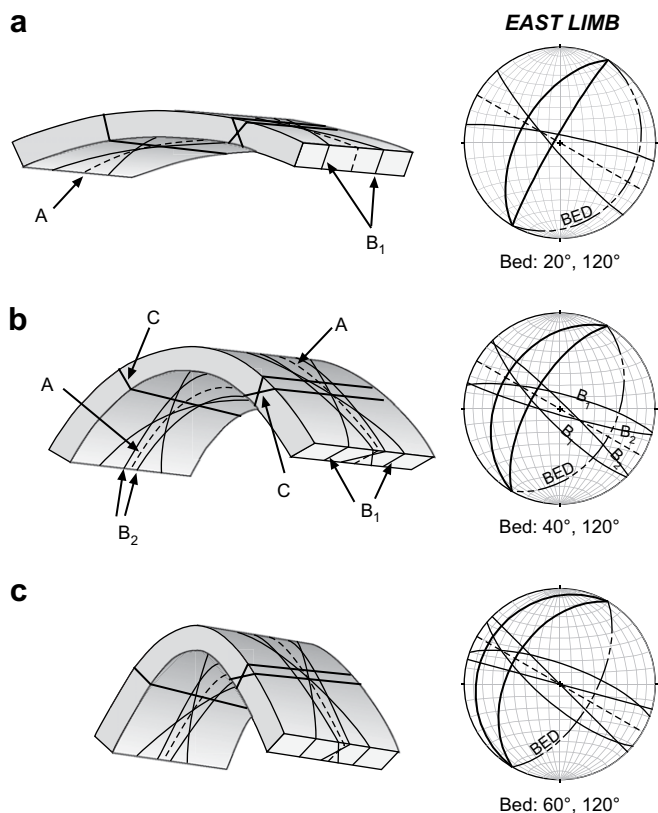 a
EAST LIMB
A
B1
BED
Bed: 20°, 120°
b
C
A
A
C
B1
B2
B1
B2
B1
B2
BED
Bed: 40°, 120°
c
BED
Bed: 60°, 120°